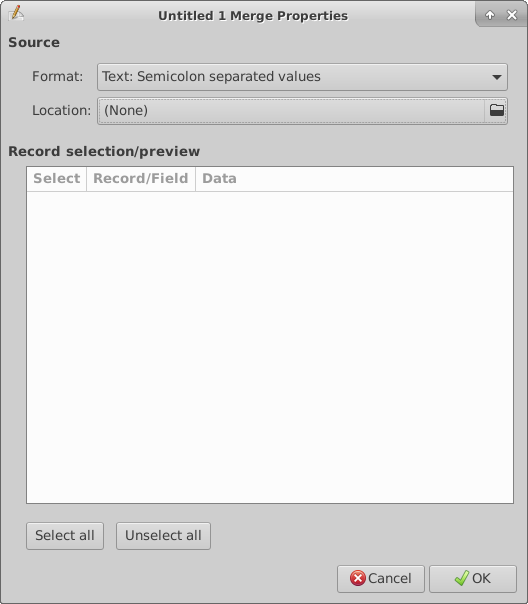 Untitled 1 Merge Properties
Source
Format: Text: Semicolon separated values
Location: (None)
Record selection/preview
Select Record/Field Data
Select all Unselect all
Cancel OK